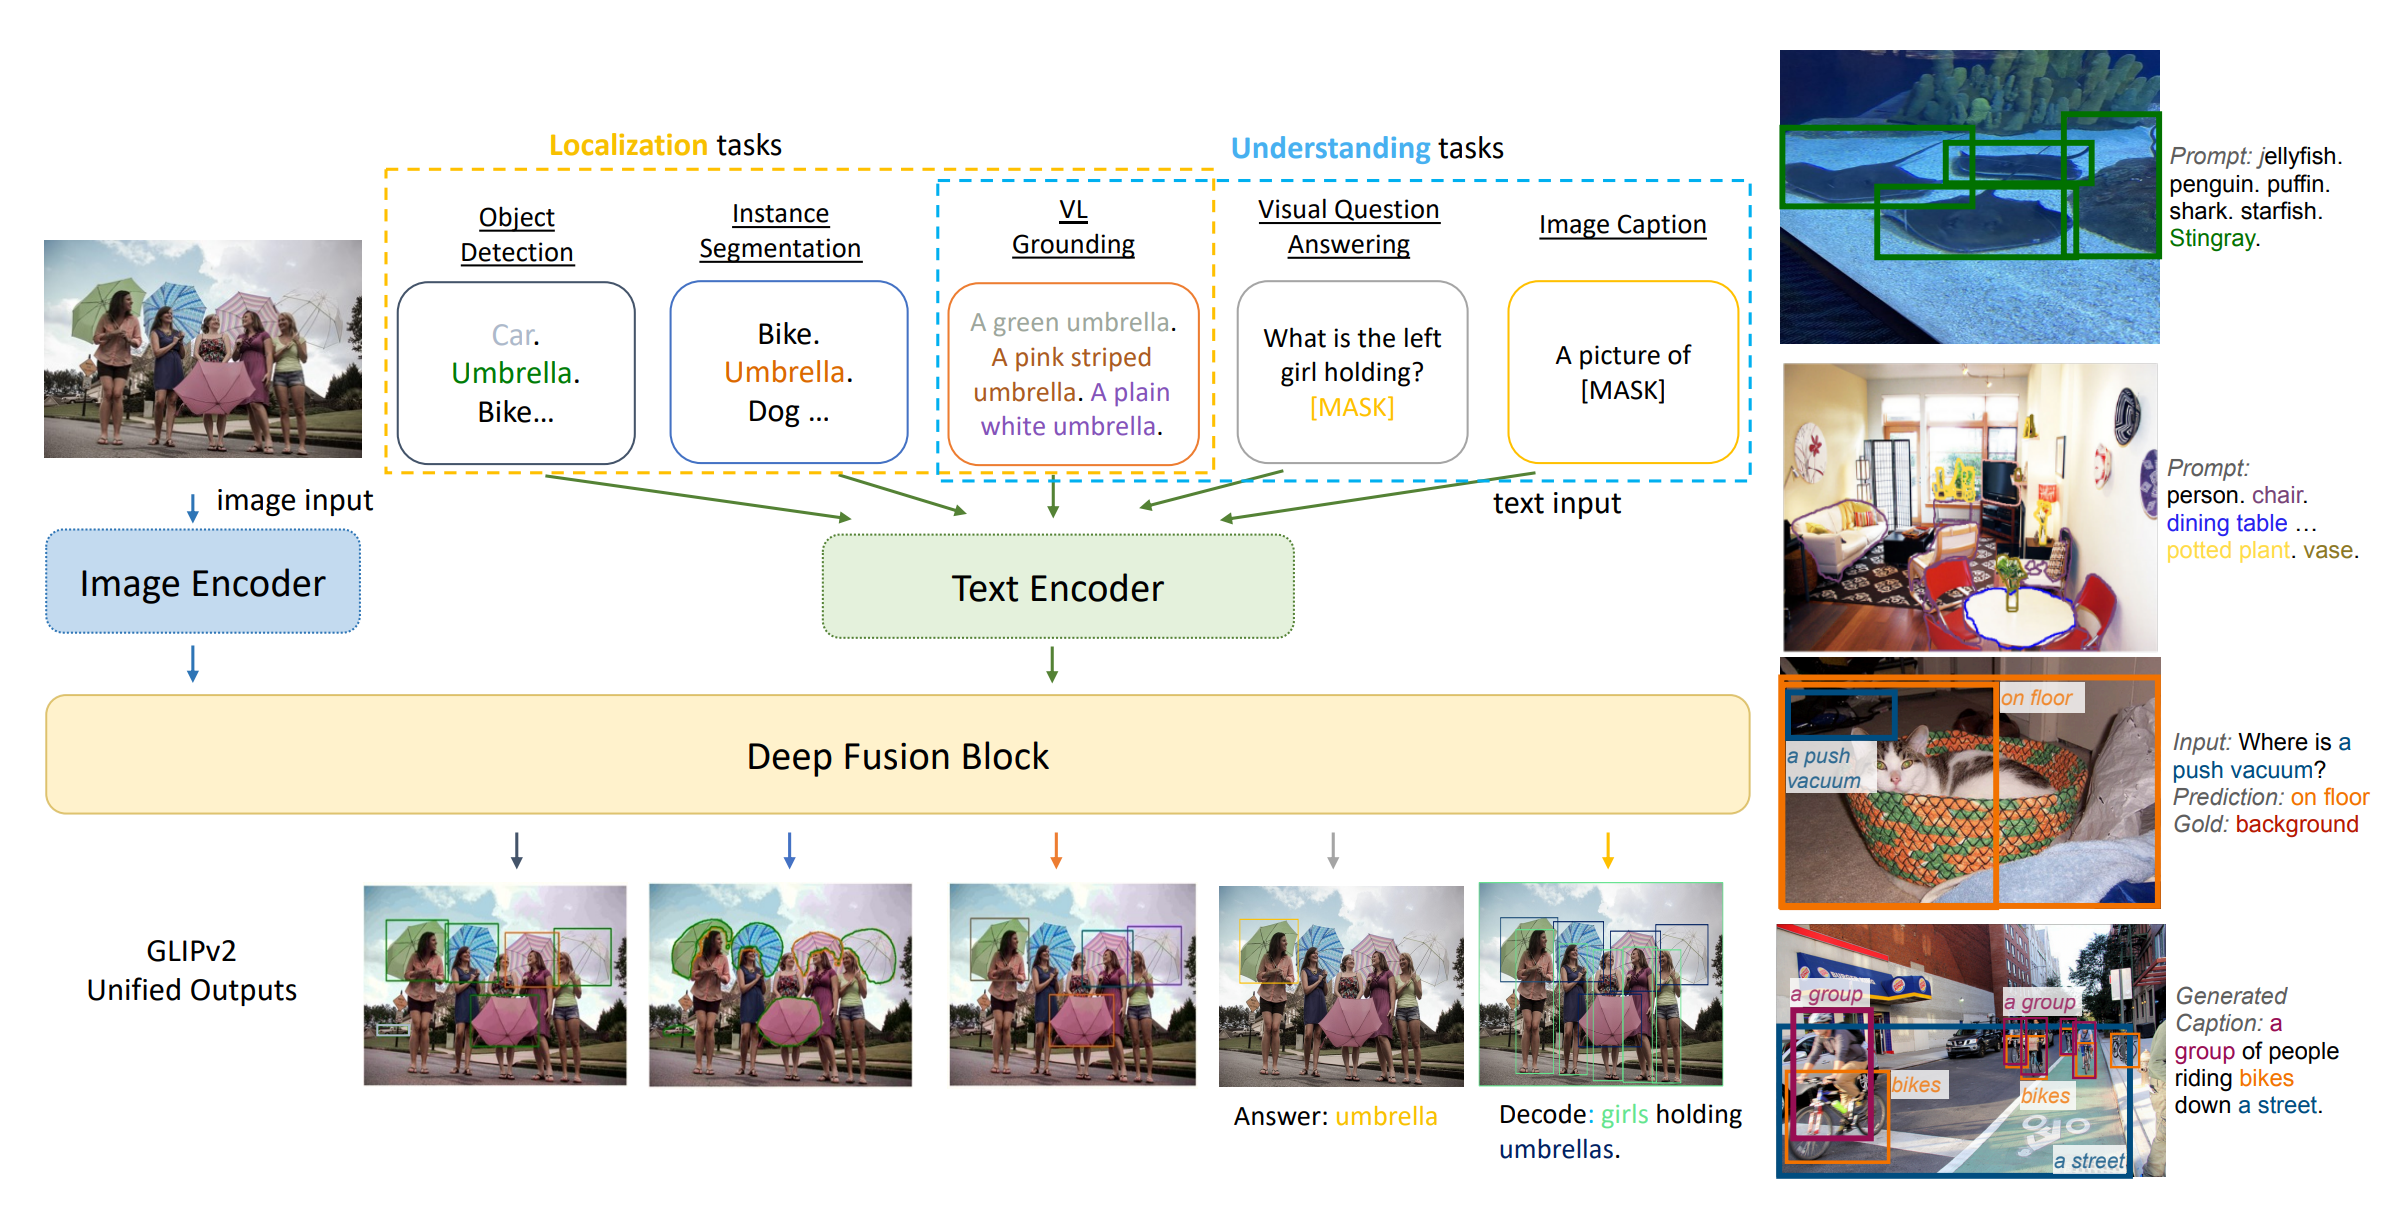 Localization tasks
Understanding tasks
Object
Detection
Instance
Segmentation
VL
Grounding
Visual Question
Answering
Image Caption
Car.
Umbrella.
Bike...
Bike.
Umbrella.
Dog ...
A green umbrella.
A pink striped
umbrella. A plain
white umbrella.
What is the left
girl holding?
[MASK]
A picture of
[MASK]
image input
text input
Image Encoder
Text Encoder
Deep Fusion Block
GLIPv2
Unified Outputs
Answer: umbrella
Decode: girls holding
umbrellas.
Prompt: jellyfish.
penguin. puffin.
shark. starfish.
Stingray.
Prompt:
person. chair.
dining table ...
potted plant. vase.
on floor
a push
vacuum
Input: Where is a
push vacuum?
Prediction: on floor
Gold: background
a group
a group
bikes
bikes
a street
Generated
Caption: a
group of people
riding bikes
down a street.